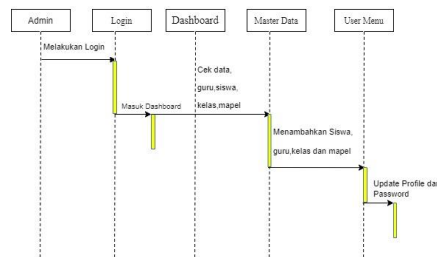 Admin
Login
Dashboard
Master Data
User Menu
Melakukan Login
Cek data,
guru,siswa,
kelas,mapel
Masuk Dashboard
Menambahkan Siswa,
guru,kelas dan mapel
Update Profile da
Password